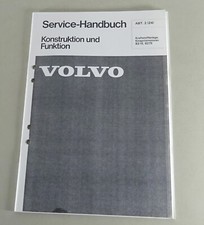 Service-Handbuch
Konstruktion und
Funktion
VOLVO